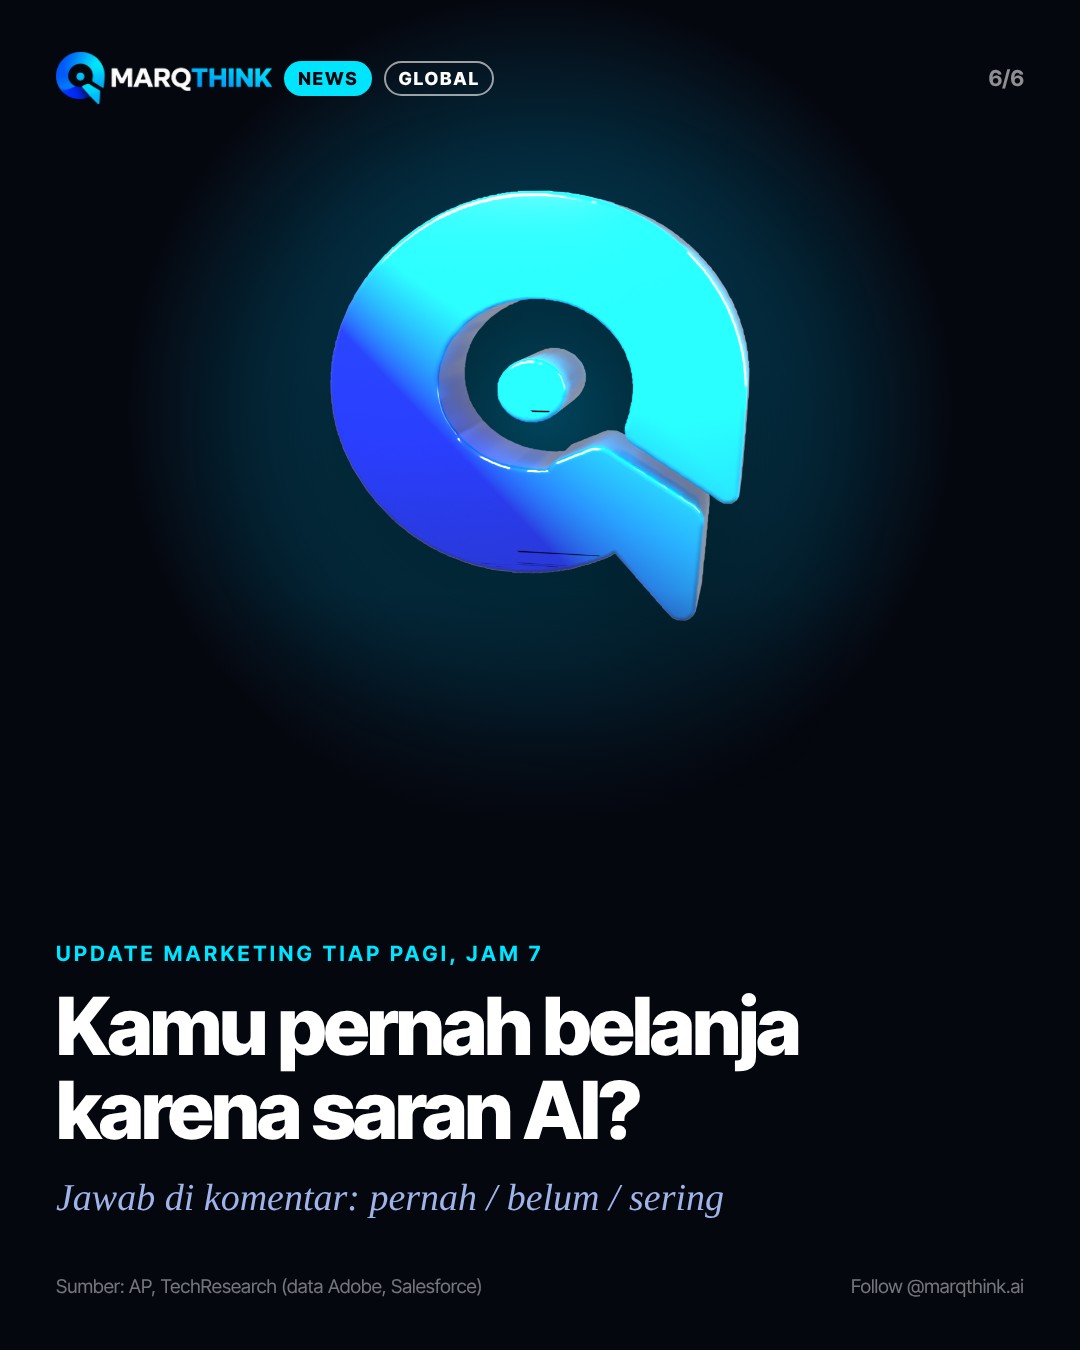 MARQTHINK NEWS GLOBAL 6/6
UPDATE MARKETING TIAP PAGI, JAM 7
Kamu pernah belanja
karena saran AI?
Jawab di komentar: pernah / belum / sering
Sumber: AP, TechResearch (data Adobe, Salesforce) Follow @marqthink.ai